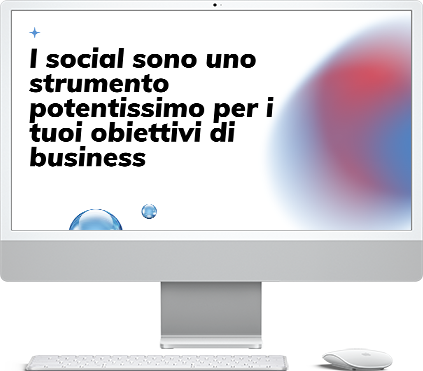 I social sono uno
strumento
potentissimo per i
tuoi obiettivi di
business